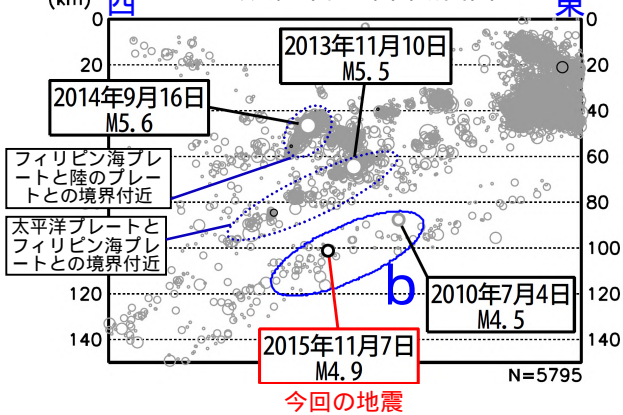 (km)
西
東
0
0
2013年11月10日
M5.5
20
20
2014年9月16日
M5.6
40
40
フィリピン海プレ
ートと陸のプレー
トとの境界付近
60
60
太平洋プレートと
フィリピン海プレ
ートとの境界付近
80
80
100
100
b
2010年7月4日
M4.5
120
120
2015年11月7日
M4.9
140
140
N=5795
今回の地震